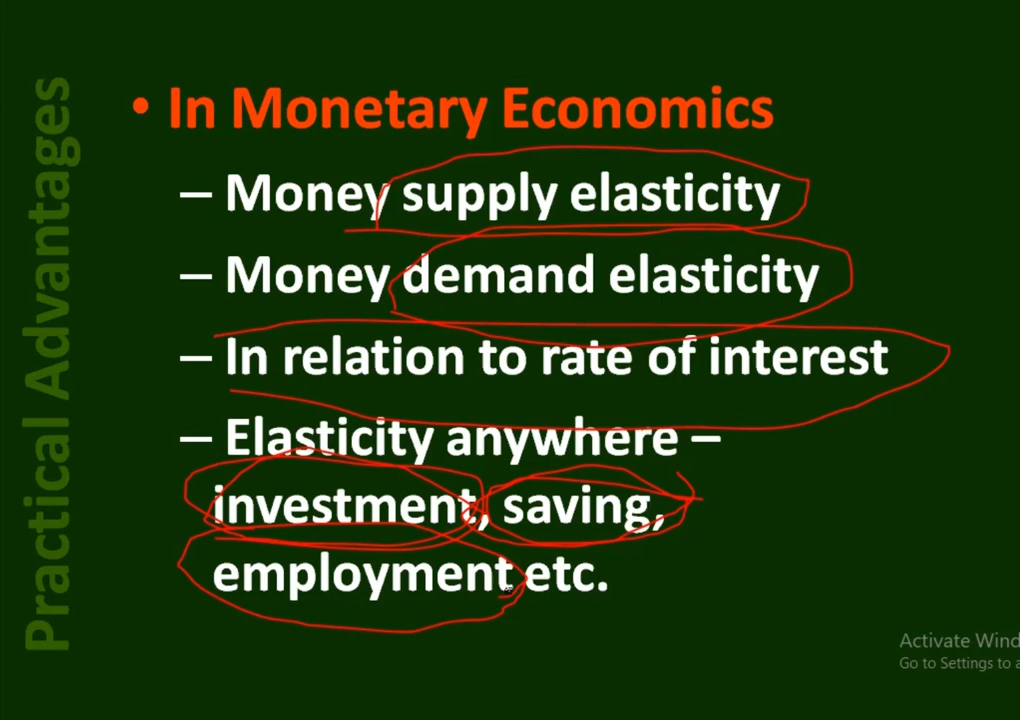 Practical Advantages
• In Monetary Economics
– Money supply elasticity
– Money demand elasticity
– In relation to rate of interest
– Elasticity anywhere –
investment, saving,
employment etc.
Activate Wind
Go to Settings to a